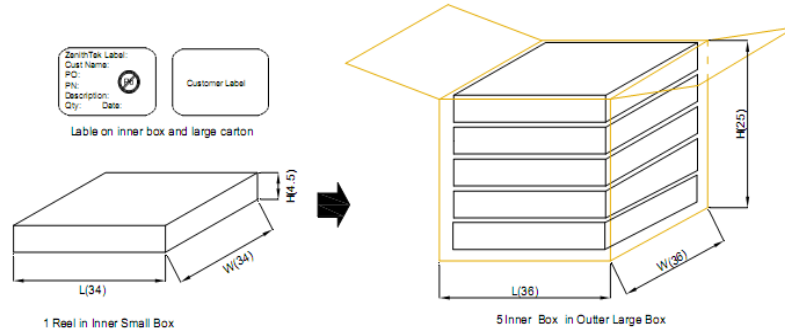 ZenithTek Label:
Cust Name:
PO:
PN:
Pb
Description:
Qty: Date:
Customer Label
Lable on inner box and large carton
H(4.5)
W(34)
L(34)
1 Reel in Inner Small Box
H(25)
W(36)
L(36)
5 Inner Box in Outter Large Box